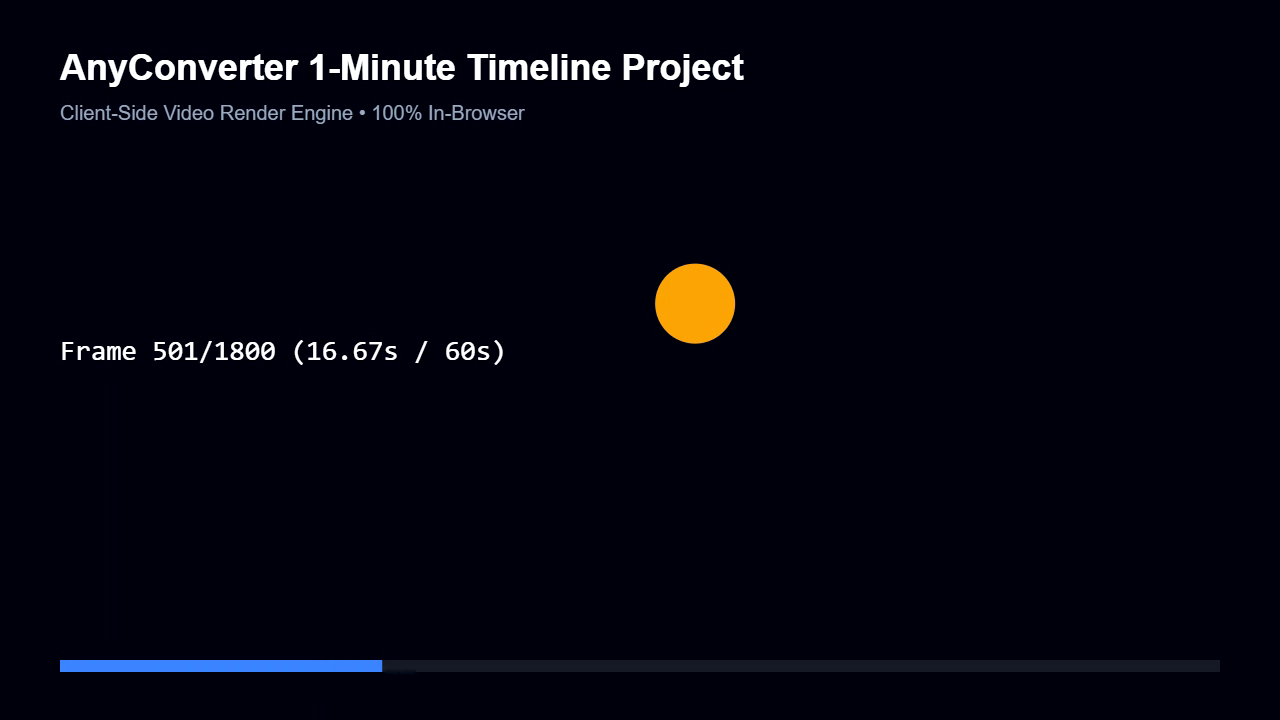 AnyConverter 1-Minute Timeline Project
Client-Side Video Render Engine • 100% In-Browser
Frame 501/1800 (16.67s / 60s)